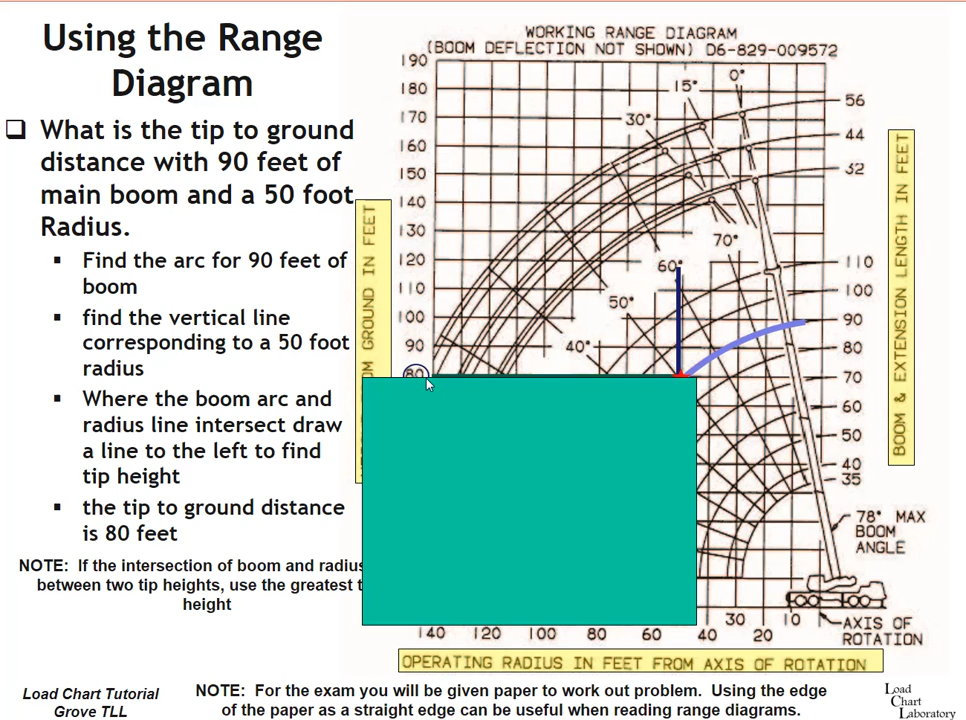 Using the Range
Diagram
❑ What is the tip to ground
distance with 90 feet of
main boom and a 50 foot
Radius.
▪ Find the arc for 90 feet of
boom
▪ find the vertical line
corresponding to a 50 foot
radius
▪ Where the boom arc and
radius line intersect draw
a line to the left to find
tip height
▪ the tip to ground distance
is 80 feet
NOTE: If the intersection of boom and radius
between two tip heights, use the greatest t
height
WORKING RANGE DIAGRAM
(BOOM DEFLECTION NOT SHOWN) D6-829-009572
190
180
170
160
150
140
130
120
110
100
90
80
0°
15°
30°
70°
60°
50°
40°
56
44
32
110
100
90
80
70
60
50
40
35
GROUND IN FEET
BOOM & EXTENSION LENGTH IN FEET
78° MAX
BOOM
ANGLE
AXIS OF
ROTATION
140 120 100 80 60 40 30 20 10
OPERATING RADIUS IN FEET FROM AXIS OF ROTATION
Load Chart Tutorial
Grove TLL
NOTE: For the exam you will be given paper to work out problem. Using the edge
of the paper as a straight edge can be useful when reading range diagrams.
Load
Chart
Laboratory